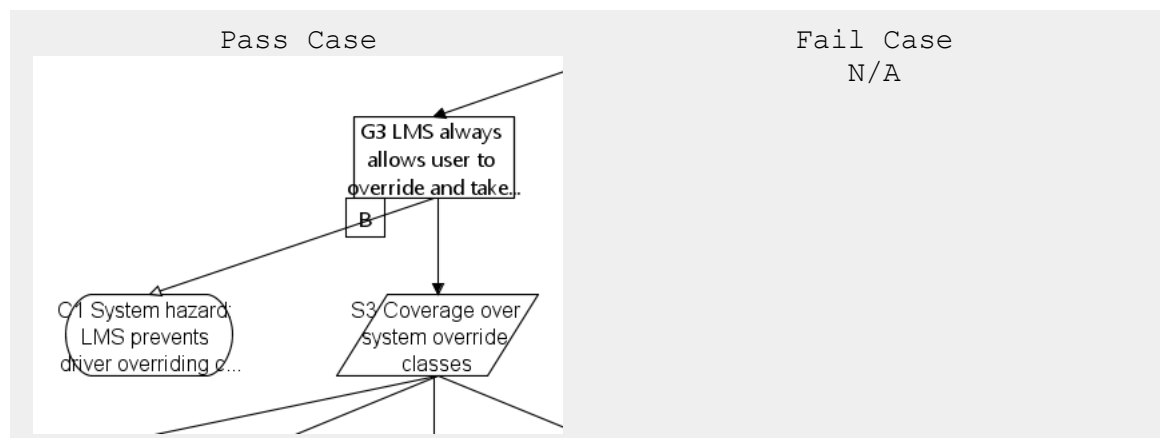 Pass Case
Fail Case
N/A
G3 LMS always
allows user to
override and take...
B
C1 System hazard:
LMS prevents
driver overriding c...
S3 Coverage over
system override
classes